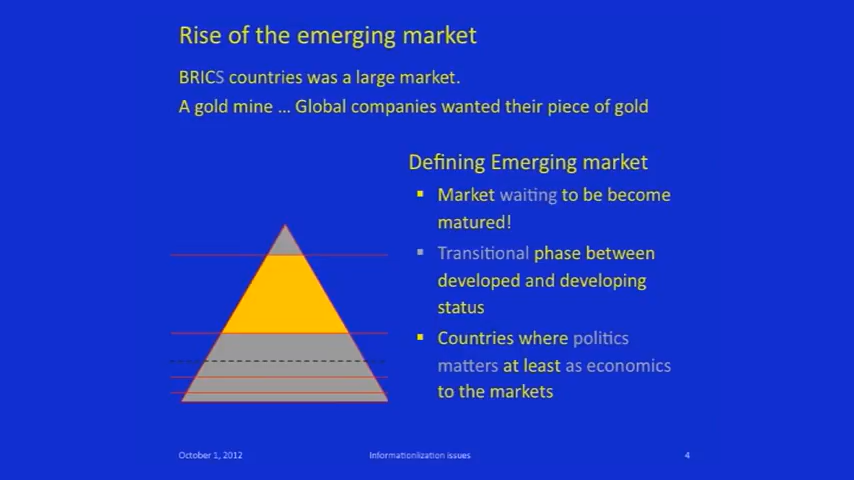 Rise of the emerging market
BRICS countries was a large market.
A gold mine ... Global companies wanted their piece of gold
Defining Emerging market
Market waiting to be become
matured!
Transitional phase between
developed and developing
status
Countries where politics
matters at least as economics
to the markets
October 1, 2012
Informationlization issues
4